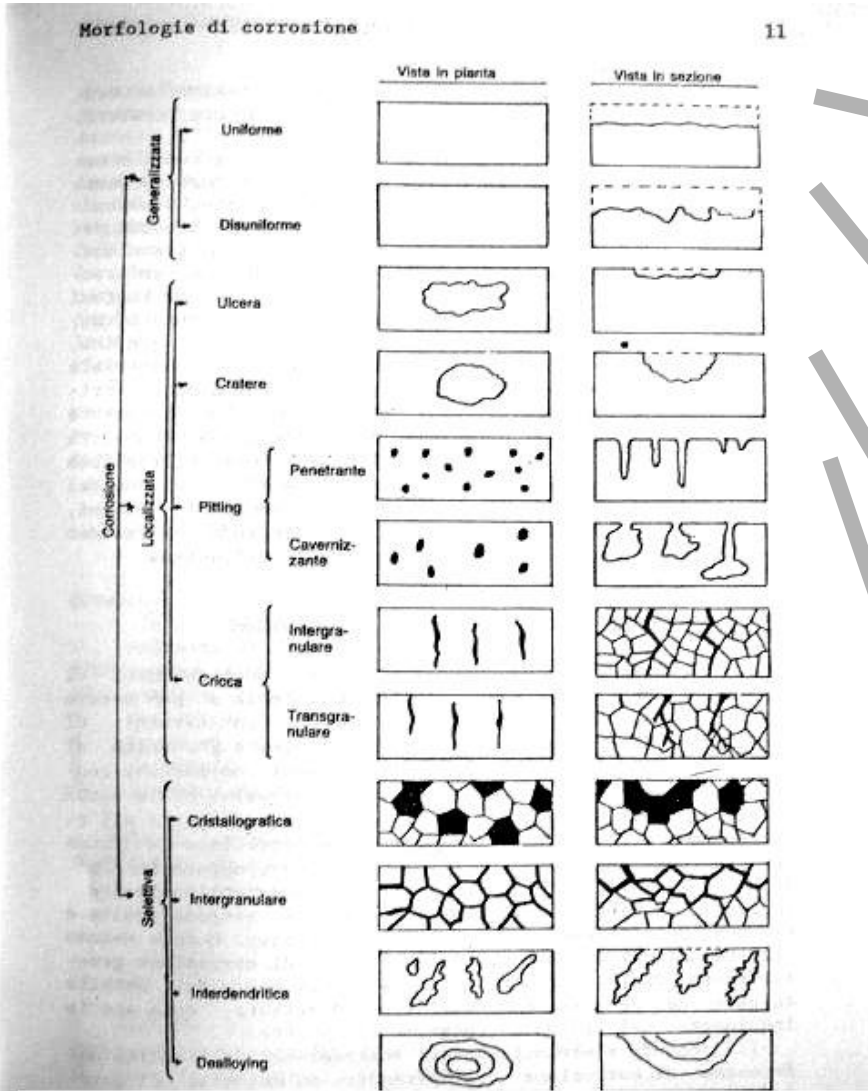 Morfologie di corrosione 11
Vista in pianta
Vista in sezione
Corrosione
Generalizzata
Uniforme
Disuniforme
Localizzata
Ulcera
Cratere
Pitting
Penetrante
Caverniz-
zante
Cricca
Intergra-
nulare
Transgra-
nulare
Selettiva
Cristallografica
Intergranulare
Interdendritica
Dealloying